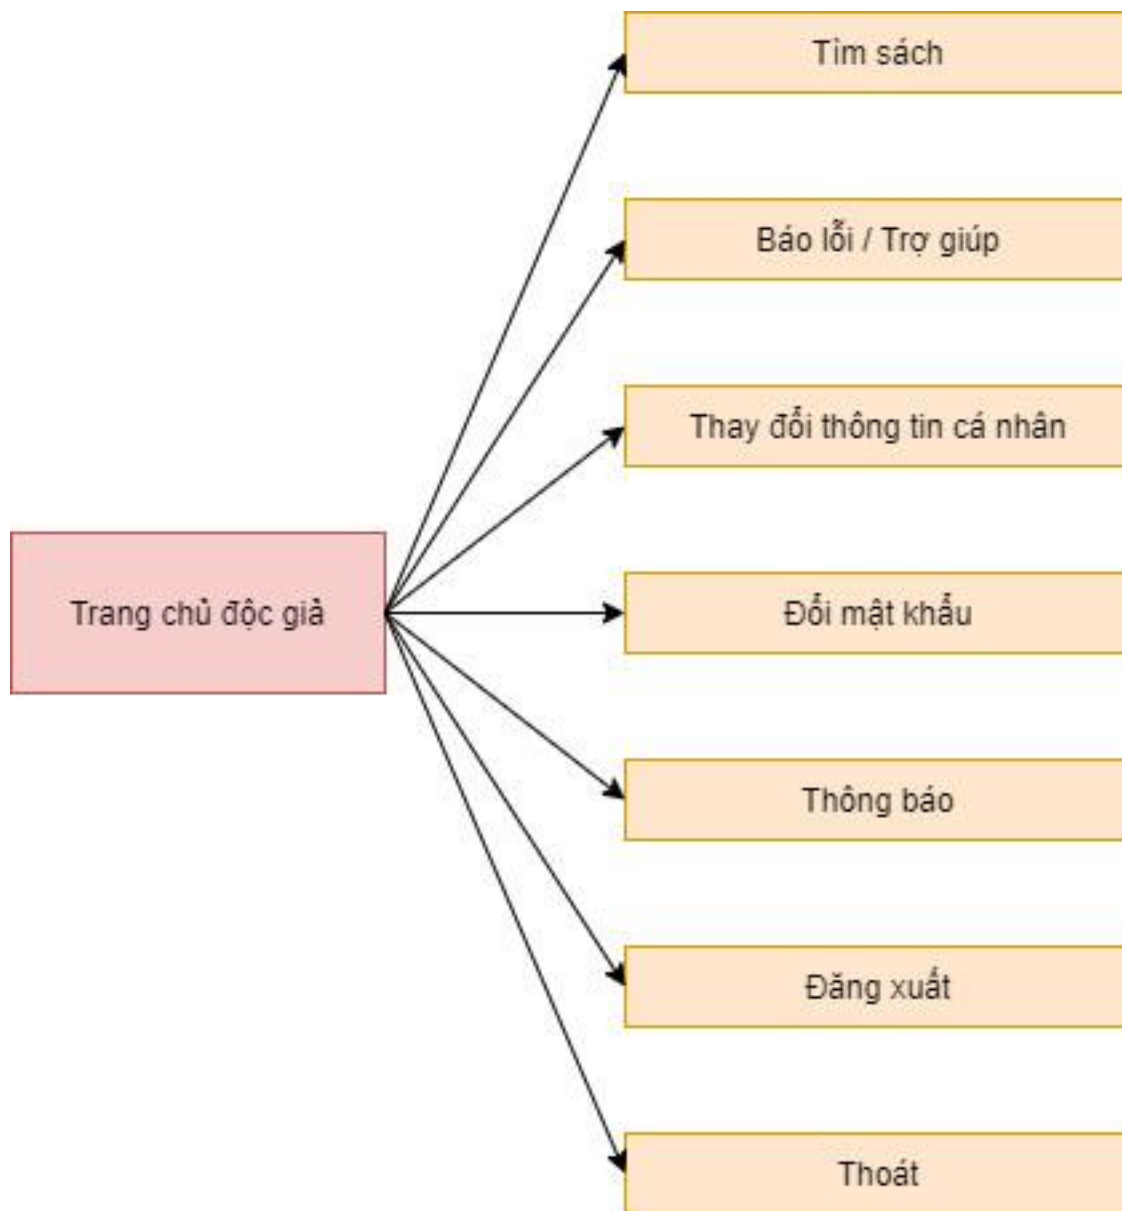 Tìm sách
Báo lỗi / Trợ giúp
Thay đổi thông tin cá nhân
Trang chủ độc giả
Đổi mật khẩu
Thông báo
Đăng xuất
Thoát